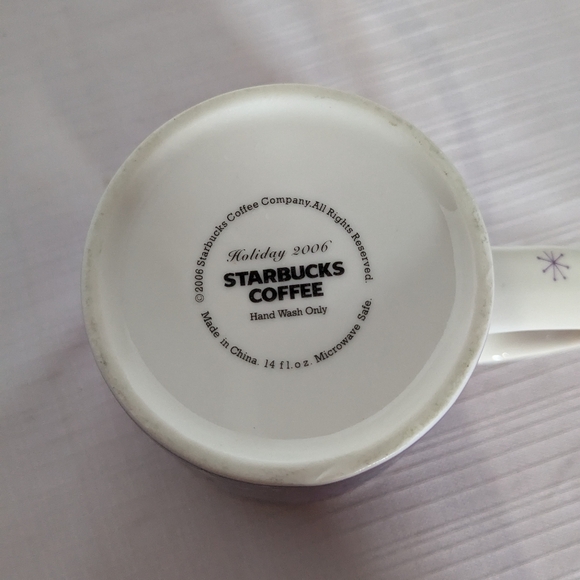 © 2006 Starbucks Coffee Company. All Rights Reserved.
Holiday 2006
STARBUCKS
COFFEE
Hand Wash Only
Made in China. 14 fl.oz. Microwave Safe.